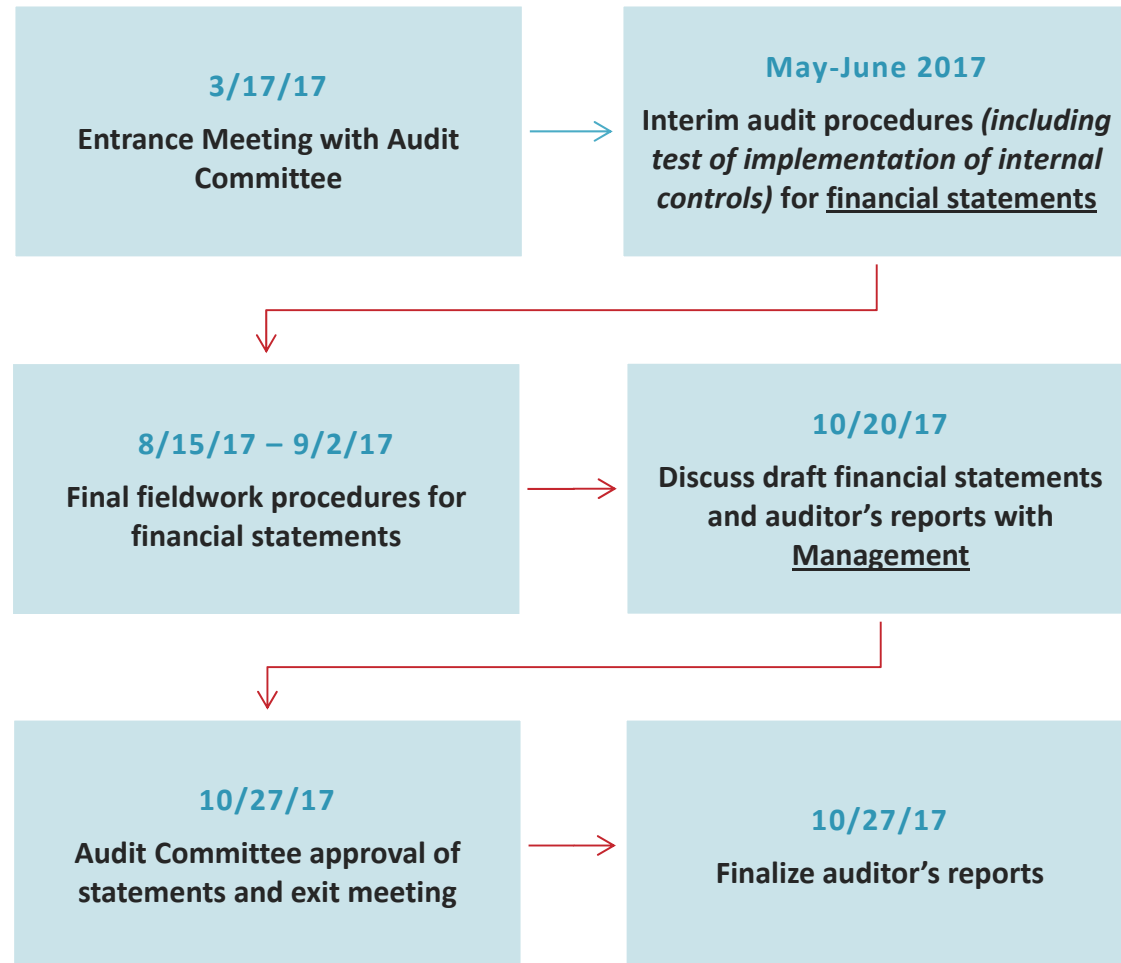 3/17/17
Entrance Meeting with Audit
Committee
May-June 2017
Interim audit procedures (including
test of implementation of internal
controls) for financial statements
8/15/17 – 9/2/17
Final fieldwork procedures for
financial statements
10/20/17
Discuss draft financial statements
and auditor’s reports with
Management
10/27/17
Audit Committee approval of
statements and exit meeting
10/27/17
Finalize auditor’s reports